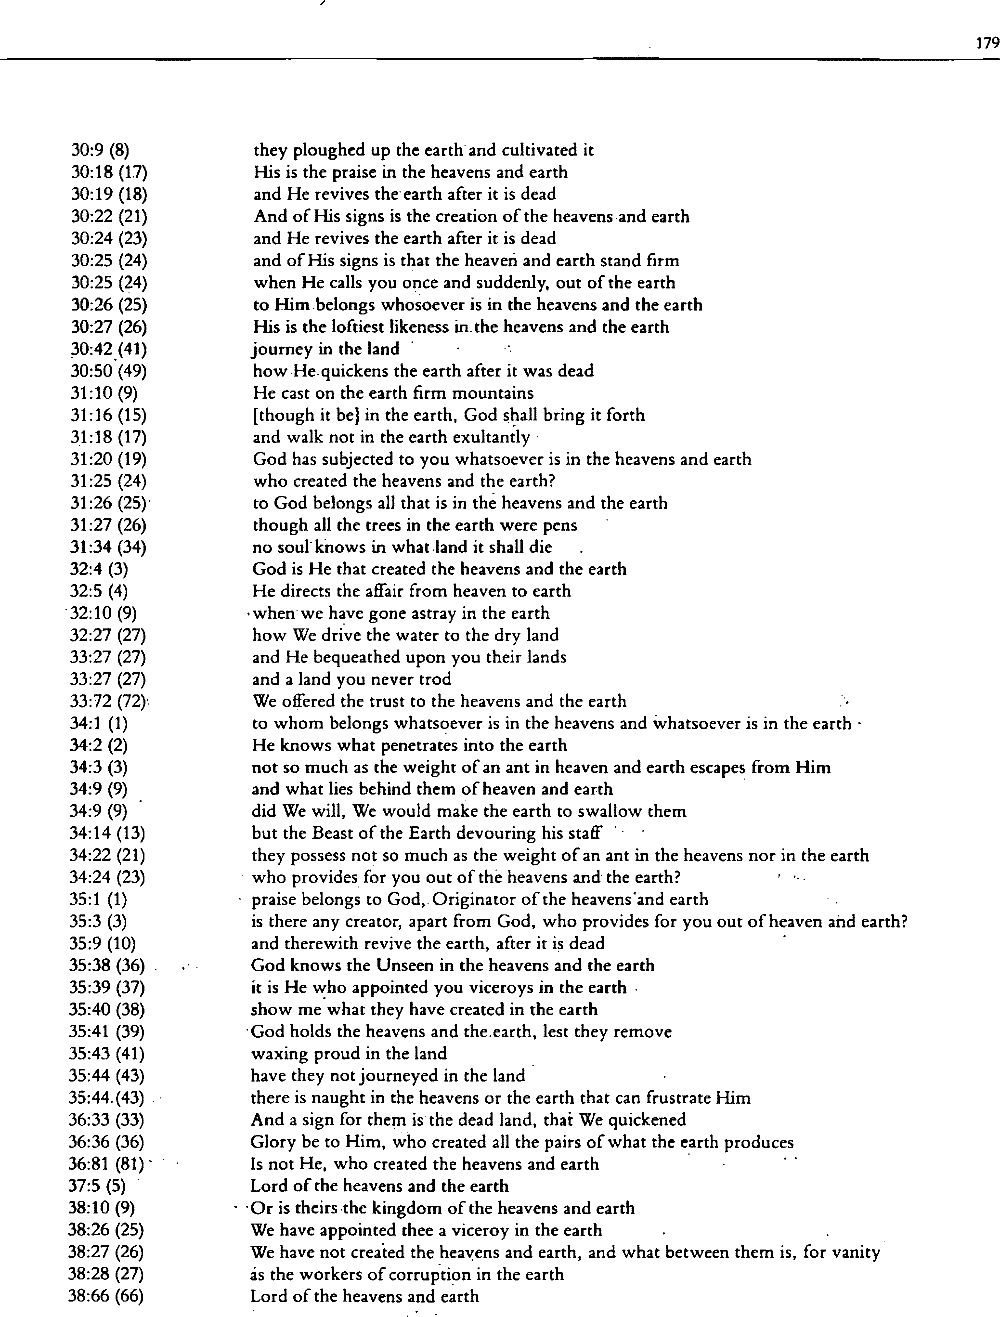 179
30:9 (8) they ploughed up the earth and cultivated it
30:18 (17) His is the praise in the heavens and earth
30:19 (18) and He revives the earth after it is dead
30:22 (21) And of His signs is the creation of the heavens and earth
30:24 (23) and He revives the earth after it is dead
30:25 (24) and of His signs is that the heaven and earth stand firm
30:25 (24) when He calls you once and suddenly, out of the earth
30:26 (25) to Him belongs whosoever is in the heavens and the earth
30:27 (26) His is the loftiest likeness in the heavens and the earth
30:42 (41) journey in the land
30:50 (49) how He quickens the earth after it was dead
31:10 (9) He cast on the earth firm mountains
31:16 (15) [though it be] in the earth, God shall bring it forth
31:18 (17) and walk not in the earth exultantly
31:20 (19) God has subjected to you whatsoever is in the heavens and earth
31:25 (24) who created the heavens and the earth?
31:26 (25) to God belongs all that is in the heavens and the earth
31:27 (26) though all the trees in the earth were pens
31:34 (34) no soul knows in what land it shall die
32:4 (3) God is He that created the heavens and the earth
32:5 (4) He directs the affair from heaven to earth
32:10 (9) when we have gone astray in the earth
32:27 (27) how We drive the water to the dry land
33:27 (27) and He bequeathed upon you their lands
33:27 (27) and a land you never trod
33:72 (72) We offered the trust to the heavens and the earth
34:1 (1) to whom belongs whatsoever is in the heavens and whatsoever is in the earth
34:2 (2) He knows what penetrates into the earth
34:3 (3) not so much as the weight of an ant in heaven and earth escapes from Him
34:9 (9) and what lies behind them of heaven and earth
34:9 (9) did We will, We would make the earth to swallow them
34:14 (13) but the Beast of the Earth devouring his staff
34:22 (21) they possess not so much as the weight of an ant in the heavens nor in the earth
34:24 (23) who provides for you out of the heavens and the earth?
35:1 (1) praise belongs to God, Originator of the heavens and earth
35:3 (3) is there any creator, apart from God, who provides for you out of heaven and earth?
35:9 (10) and therewith revive the earth, after it is dead
35:38 (36) God knows the Unseen in the heavens and the earth
35:39 (37) it is He who appointed you viceroys in the earth
35:40 (38) show me what they have created in the earth
35:41 (39) God holds the heavens and the earth, lest they remove
35:43 (41) waxing proud in the land
35:44 (43) have they not journeyed in the land
35:44 (43) there is naught in the heavens or the earth that can frustrate Him
36:33 (33) And a sign for them is the dead land, that We quickened
36:36 (36) Glory be to Him, who created all the pairs of what the earth produces
36:81 (81) Is not He, who created the heavens and earth
37:5 (5) Lord of the heavens and the earth
38:10 (9) Or is theirs the kingdom of the heavens and earth
38:26 (25) We have appointed thee a viceroy in the earth
38:27 (26) We have not created the heavens and earth, and what between them is, for vanity
38:28 (27) as the workers of corruption in the earth
38:66 (66) Lord of the heavens and earth